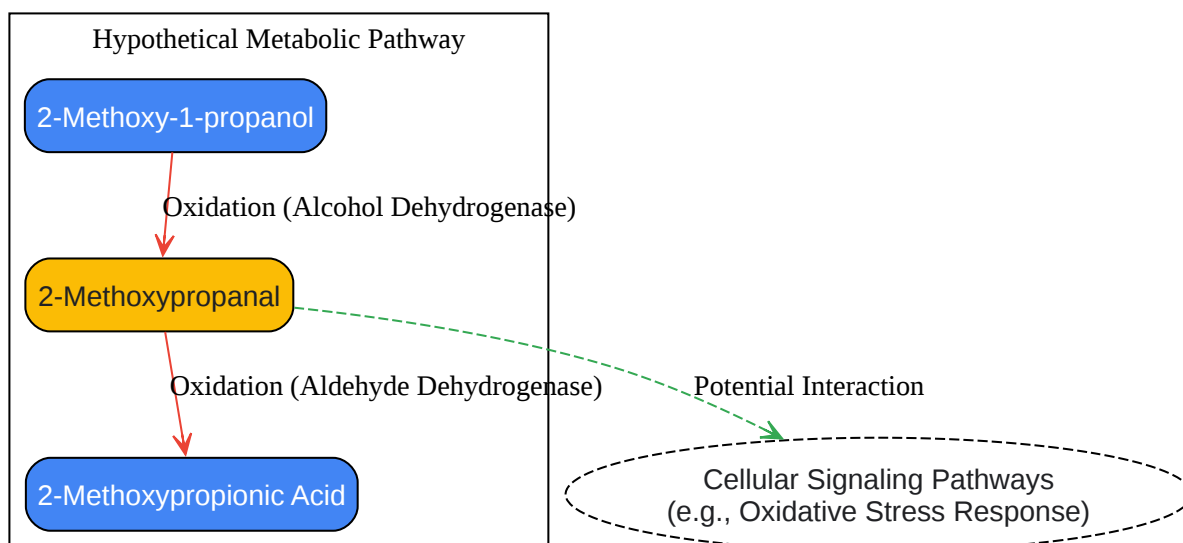 Hypothetical Metabolic Pathway
2-Methoxy-1-propanol
Oxidation (Alcohol Dehydrogenase)
2-Methoxypropanal
Oxidation (Aldehyde Dehydrogenase)
Potential Interaction
2-Methoxypropionic Acid
Cellular Signaling Pathways
(e.g., Oxidative Stress Response)